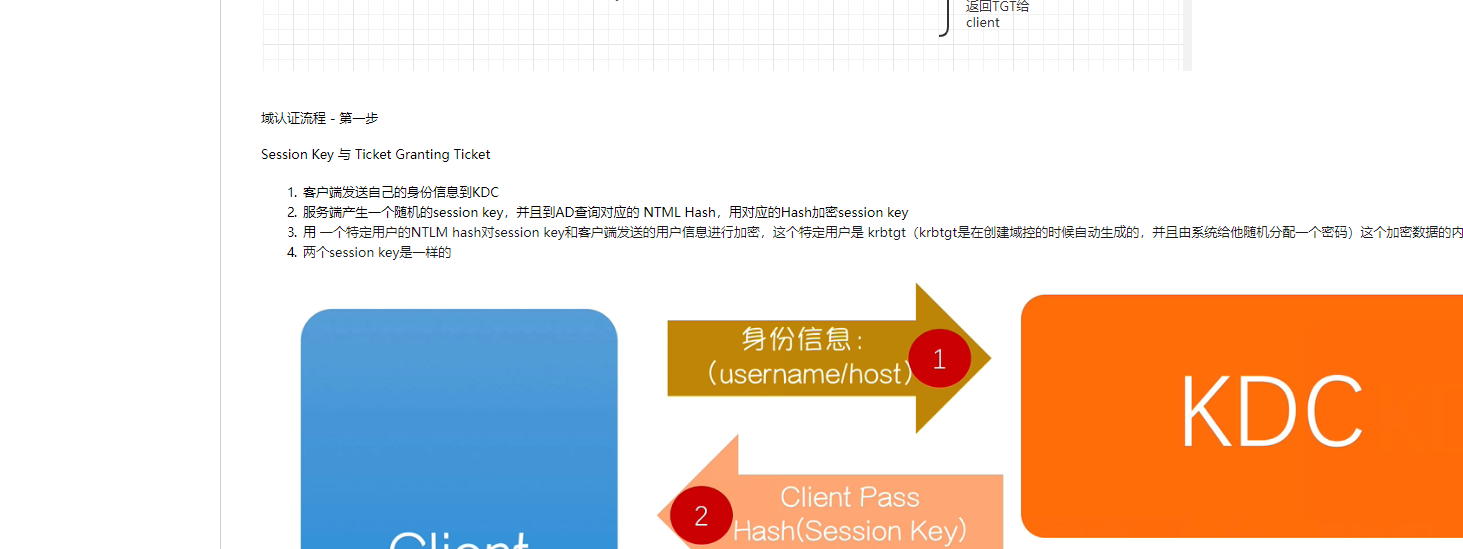 返回TGT给
client
域认证流程 - 第一步
Session Key 与 Ticket Granting Ticket
1. 客户端发送自己的身份信息到KDC
2. 服务端产生一个随机的session key，并且到AD查询对应的 NTML Hash，用对应的Hash加密session key
3. 用 一个特定用户的NTLM hash对session key和客户端发送的用户信息进行加密，这个特定用户是 krbtgt（krbtgt是在创建域控的时候自动生成的，并且由系统给他随机分配一个密码）这个加密数据的内
4. 两个session key是一样的
身份信息：
（username/host）
1
KDC
Client Pass
2
Hash(Session Key)
Client